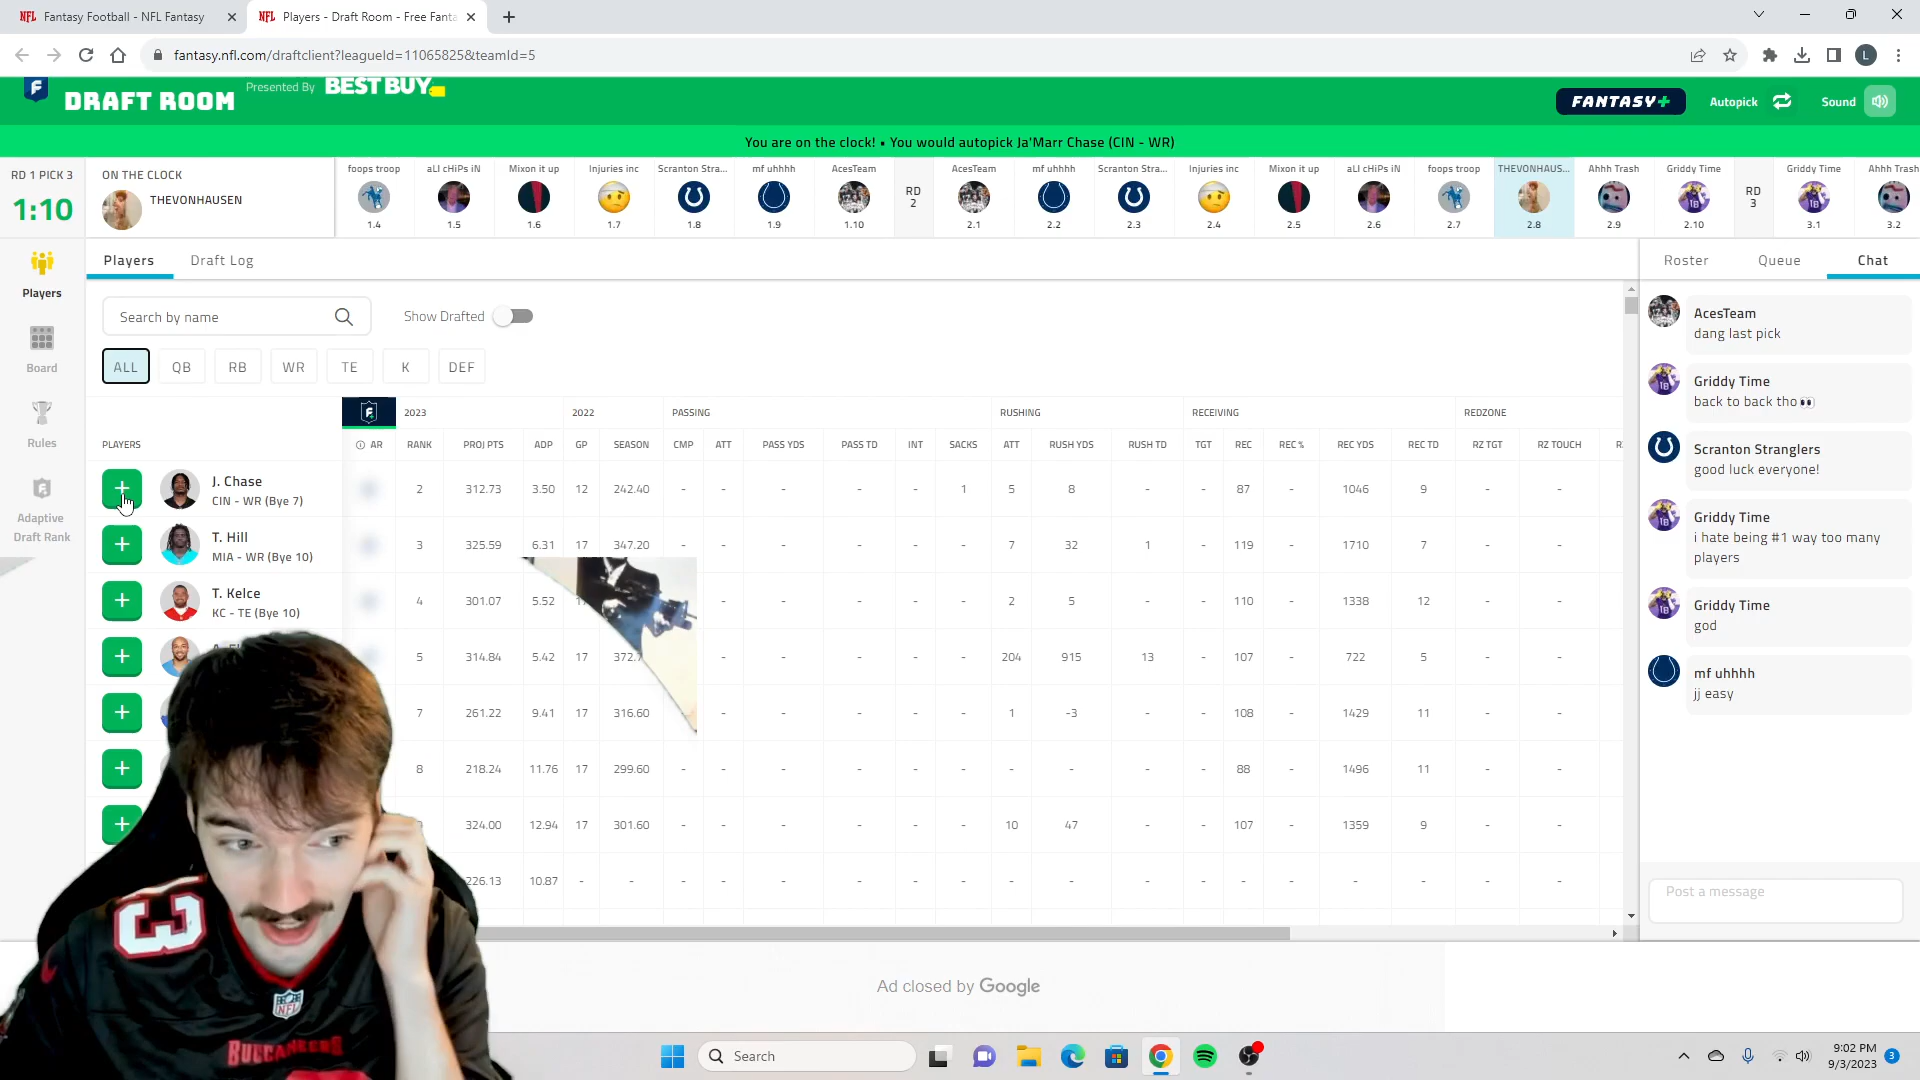 Fantasy Football - NFL Fantasy
Players - Draft Room - Free Fanta
fantasy.nfl.com/draftclient?leagueId=11065825&teamId=5
L
DRAFT ROOM
Presented By BEST BUY
FANTASY+
Autopick
Sound
You are on the clock! • You would autopick Ja'Marr Chase (CIN - WR)
RD 1 PICK 3
1:10
ON THE CLOCK
THEVONHAUSEN
foops troop
aLl cHiPs iN
Mixon it up
Injuries inc
Scranton Stra...
mf uhhhh
AcesTeam
RD 2
AcesTeam
mf uhhhh
Scranton Stra...
Injuries inc
Mixon it up
aLl cHiPs iN
foops troop
THEVONHAUS...
Ahhh Trash
Griddy Time
RD 3
Griddy Time
Ahhh Trash
1.4 1.5 1.6 1.7 1.8 1.9 1.10 2.1 2.2 2.3 2.4 2.5 2.6 2.7 2.8 2.9 2.10 3.1 3.2
Players
Board
Rules
Adaptive
Draft Rank
Players
Draft Log
Search by name
Show Drafted
ALL QB RB WR TE K DEF
2023 2022 PASSING RUSHING RECEIVING REDZONE
PLAYERS AR RANK PROJ PTS ADP GP SEASON CMP ATT PASS YDS PASS TD INT SACKS ATT RUSH YDS RUSH TD TGT REC REC % REC YDS REC TD RZ TGT RZ TOUCH
J. Chase
CIN - WR (Bye 7)
2 312.73 3.50 12 242.40 - - - - - 1 5 8 - - 87 - 1046 9 - -
T. Hill
MIA - WR (Bye 10)
3 325.59 6.31 17 347.20 - - - - - - 7 32 1 - 119 - 1710 7 - -
T. Kelce
KC - TE (Bye 10)
4 301.07 5.52 - - - - - 2 5 - - 110 - 1338 12 - -
5 314.84 5.42 17 - - - - - 204 915 13 - 107 - 722 5 - -
7 261.22 9.41 17 316.60 - - - - - 1 -3 - - 108 - 1429 11 - -
8 218.24 11.76 17 299.60 - - - - - - - - - - 88 - 1496 11 - -
324.00 12.94 17 301.60 - - - - - - 10 47 - - 107 - 1359 9 - -
226.13 10.87 - - - - - - - - - - - - - - - - - -
Roster
Queue
Chat
AcesTeam
dang last pick
Griddy Time
back to back tho👀
Scranton Stranglers
good luck everyone!
Griddy Time
i hate being #1 way too many
players
Griddy Time
god
mf uhhhh
jj easy
Post a message
Ad closed by Google
3
NFL
BUCCANEERS
Search
9:02 PM
9/3/2023
3